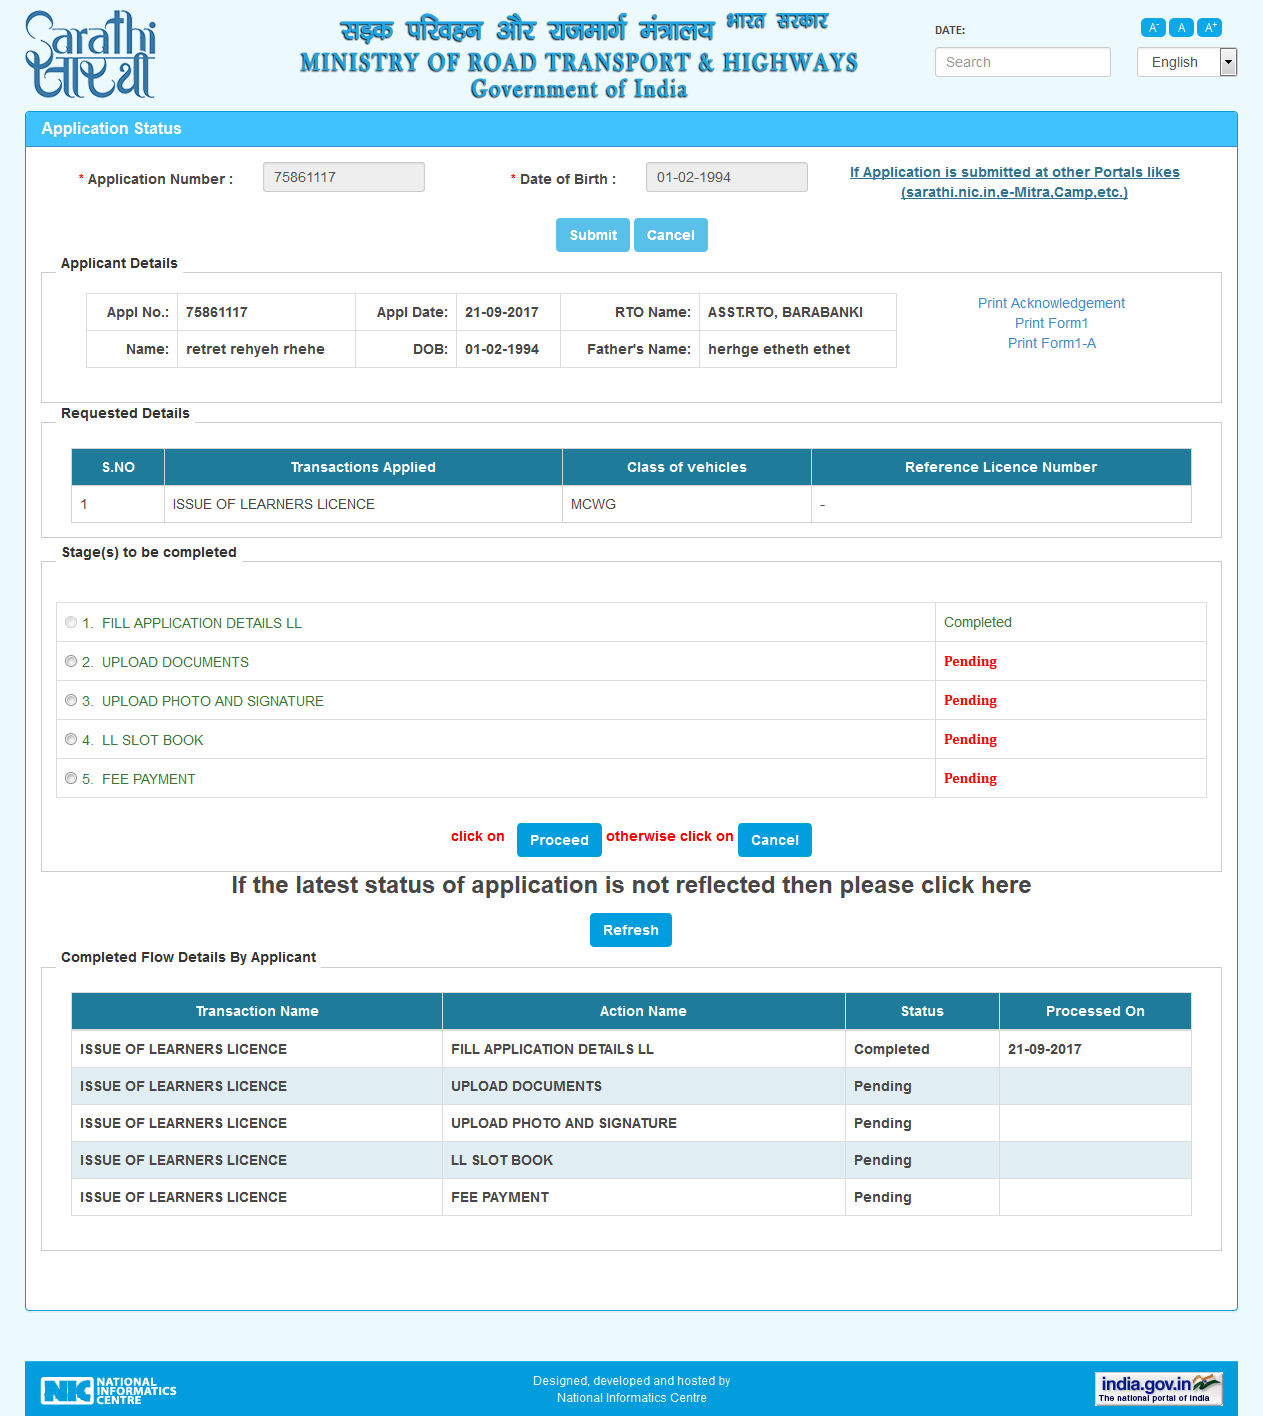 Sarathi
सारथी
सड़क परिवहन और राजमार्ग मंत्रालय भारत सरकार
MINISTRY OF ROAD TRANSPORT & HIGHWAYS
Government of India
DATE:
A- A A+
Search
English
Application Status
* Application Number : 75861117 * Date of Birth : 01-02-1994
If Application is submitted at other Portals likes
(sarathi.nic.in,e-Mitra,Camp,etc.)
Submit Cancel
Applicant Details
Appl No.: 75861117 Appl Date: 21-09-2017 RTO Name: ASST.RTO, BARABANKI
Name: retret rehyeh rhehe DOB: 01-02-1994 Father's Name: herhge etheth ethet
Print Acknowledgement
Print Form1
Print Form1-A
Requested Details
S.NO Transactions Applied Class of vehicles Reference Licence Number
1 ISSUE OF LEARNERS LICENCE MCWG -
Stage(s) to be completed
1. FILL APPLICATION DETAILS LL Completed
2. UPLOAD DOCUMENTS Pending
3. UPLOAD PHOTO AND SIGNATURE Pending
4. LL SLOT BOOK Pending
5. FEE PAYMENT Pending
click on Proceed otherwise click on Cancel
If the latest status of application is not reflected then please click here
Refresh
Completed Flow Details By Applicant
Transaction Name Action Name Status Processed On
ISSUE OF LEARNERS LICENCE FILL APPLICATION DETAILS LL Completed 21-09-2017
ISSUE OF LEARNERS LICENCE UPLOAD DOCUMENTS Pending
ISSUE OF LEARNERS LICENCE UPLOAD PHOTO AND SIGNATURE Pending
ISSUE OF LEARNERS LICENCE LL SLOT BOOK Pending
ISSUE OF LEARNERS LICENCE FEE PAYMENT Pending
NIC NATIONAL
INFORMATICS
CENTRE
Designed, developed and hosted by
National Informatics Centre
india.gov.in
The national portal of India